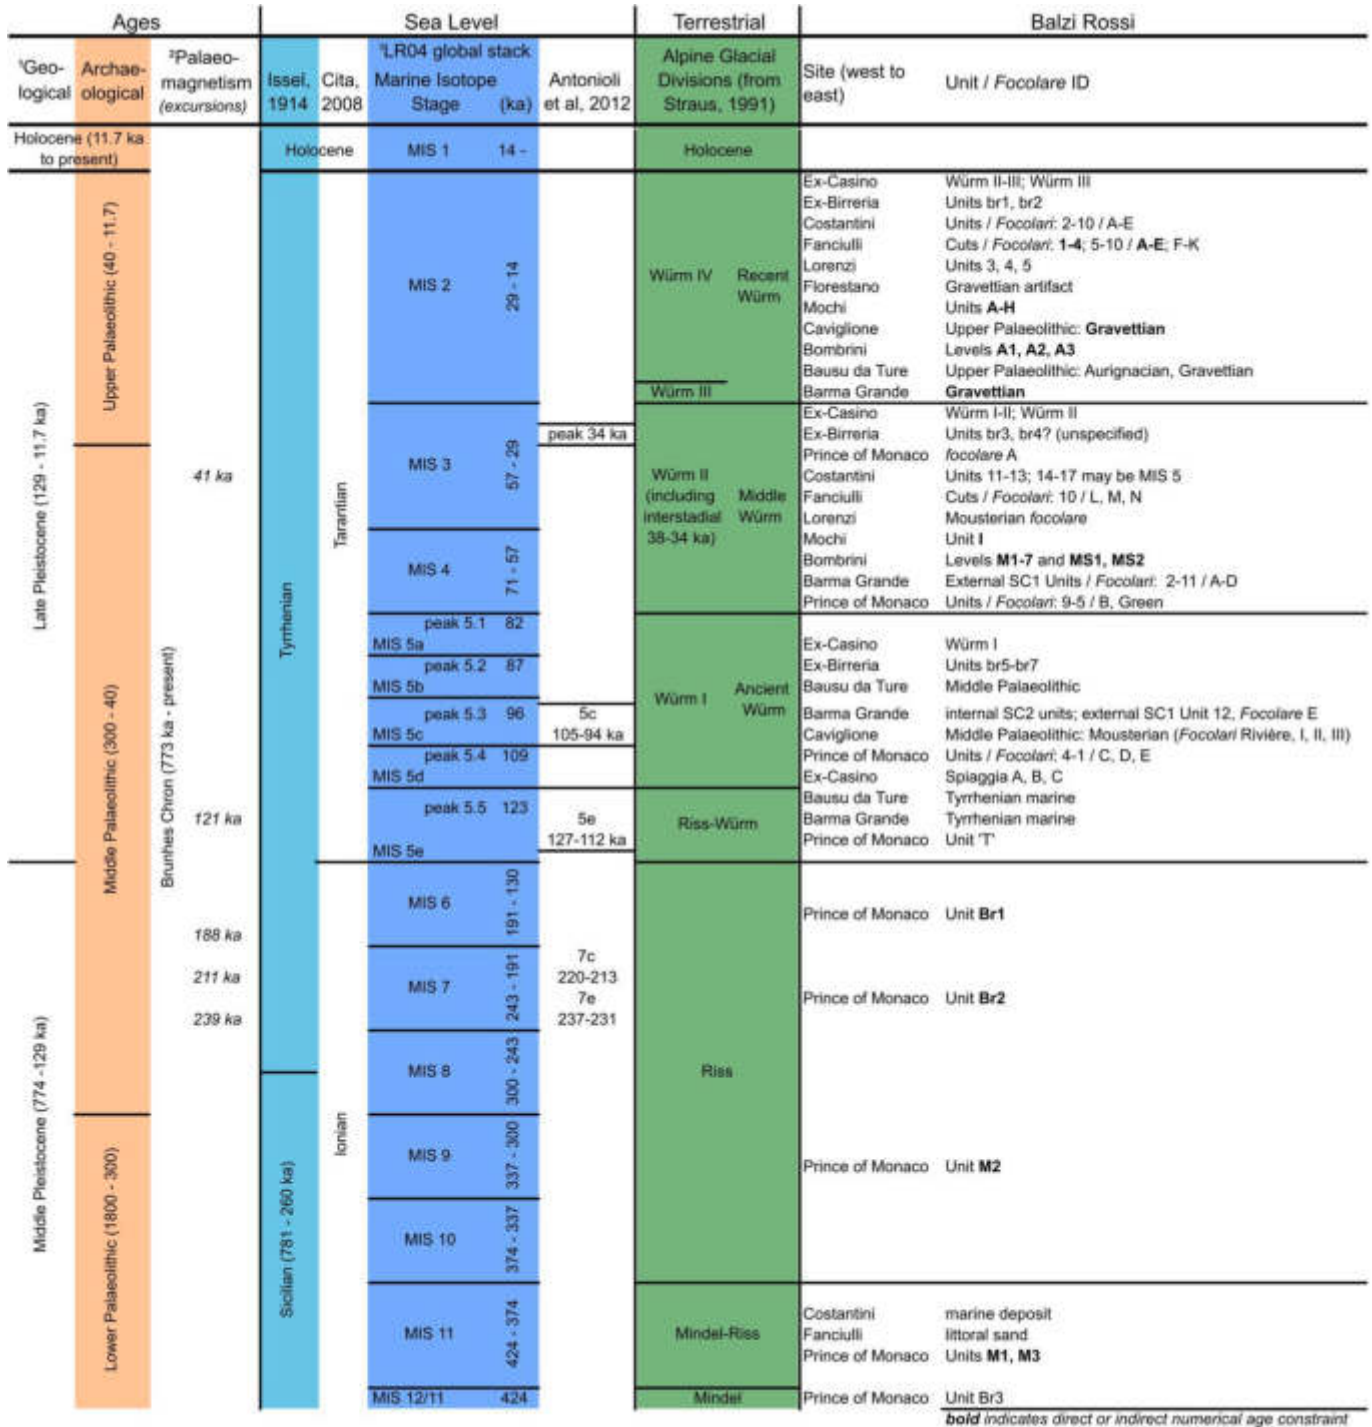 Ages Sea Level Terrestrial Balzi Rossi
¹Geo-
logical
Archae-
ological
²Palaeo-
magnetism
(excursions)
Issel,
1914
Cita,
2008
¹LR04 global stack
Marine Isotope
Stage (ka)
Antonioli
et al, 2012
Alpine Glacial
Divisions (from
Straus, 1991)
Site (west to
east)
Unit / Focolare ID
Holocene (11.7 ka
to present)
Holocene MIS 1 14 - Holocene
Late Pleistocene (129 - 11.7 ka)
Middle Pleistocene (774 -129 ka)
Upper Palaeolithic (40 - 11.7)
Middle Palaeolithic (300 - 40)
Lower Palaeolithic (1800 - 300)
Brunhes Chron (773 ka - present)
41 ka
121 ka
188 ka
211 ka
239 ka
Tyrrhenian
Sicilian (781 - 260 ka)
Tarantian
Ionian
MIS 2 29 - 14
MIS 3 57 - 29
MIS 4 71 - 57
peak 5.1 82
MIS 5a
peak 5.2 87
MIS 5b
peak 5.3 96
MIS 5c
peak 5.4 109
MIS 5d
peak 5.5 123
MIS 5e
MIS 6 191 - 130
MIS 7 243 - 191
MIS 8 300 - 243
MIS 9 337 - 300
MIS 10 374 - 337
MIS 11 424 - 374
MIS 12/11 424
peak 34 ka
5c
105-94 ka
5e
127-112 ka
7c
220-213
7e
237-231
Würm IV Recent
Würm
Würm III
Würm II
(including
interstadial
38-34 ka)
Middle
Würm
Würm I Ancient
Würm
Riss-Würm
Riss
Mindel-Riss
Mindel
Ex-Casino Würm II-III; Würm III
Ex-Birreria Units br1, br2
Costantini Units / Focolari: 2-10 / A-E
Fanciulli Cuts / Focolari: 1-4; 5-10 / A-E; F-K
Lorenzi Units 3, 4, 5
Florestano Gravettian artifact
Mochi Units A-H
Caviglione Upper Palaeolithic: Gravettian
Bombrini Levels A1, A2, A3
Bausu da Ture Upper Palaeolithic: Aurignacian, Gravettian
Barma Grande Gravettian
Ex-Casino Würm I-II; Würm II
Ex-Birreria Units br3, br4? (unspecified)
Prince of Monaco focolare A
Costantini Units 11-13; 14-17 may be MIS 5
Fanciulli Cuts / Focolari: 10 / L, M, N
Lorenzi Mousterian focolare
Mochi Unit I
Bombrini Levels M1-7 and MS1, MS2
Barma Grande External SC1 Units / Focolari: 2-11 / A-D
Prince of Monaco Units / Focolari: 9-5 / B, Green
Ex-Casino Würm I
Ex-Birreria Units br5-br7
Bausu da Ture Middle Palaeolithic
Barma Grande internal SC2 units; external SC1 Unit 12, Focolare E
Caviglione Middle Palaeolithic: Mousterian (Focolari Rivière, I, II, III)
Prince of Monaco Units / Focolari: 4-1 / C, D, E
Ex-Casino Spiaggia A, B, C
Bausu da Ture Tyrrhenian marine
Barma Grande Tyrrhenian marine
Prince of Monaco Unit 'T'
Prince of Monaco Unit Br1
Prince of Monaco Unit Br2
Prince of Monaco Unit M2
Costantini marine deposit
Fanciulli littoral sand
Prince of Monaco Units M1, M3
Prince of Monaco Unit Br3
bold indicates direct or indirect numerical age constraint